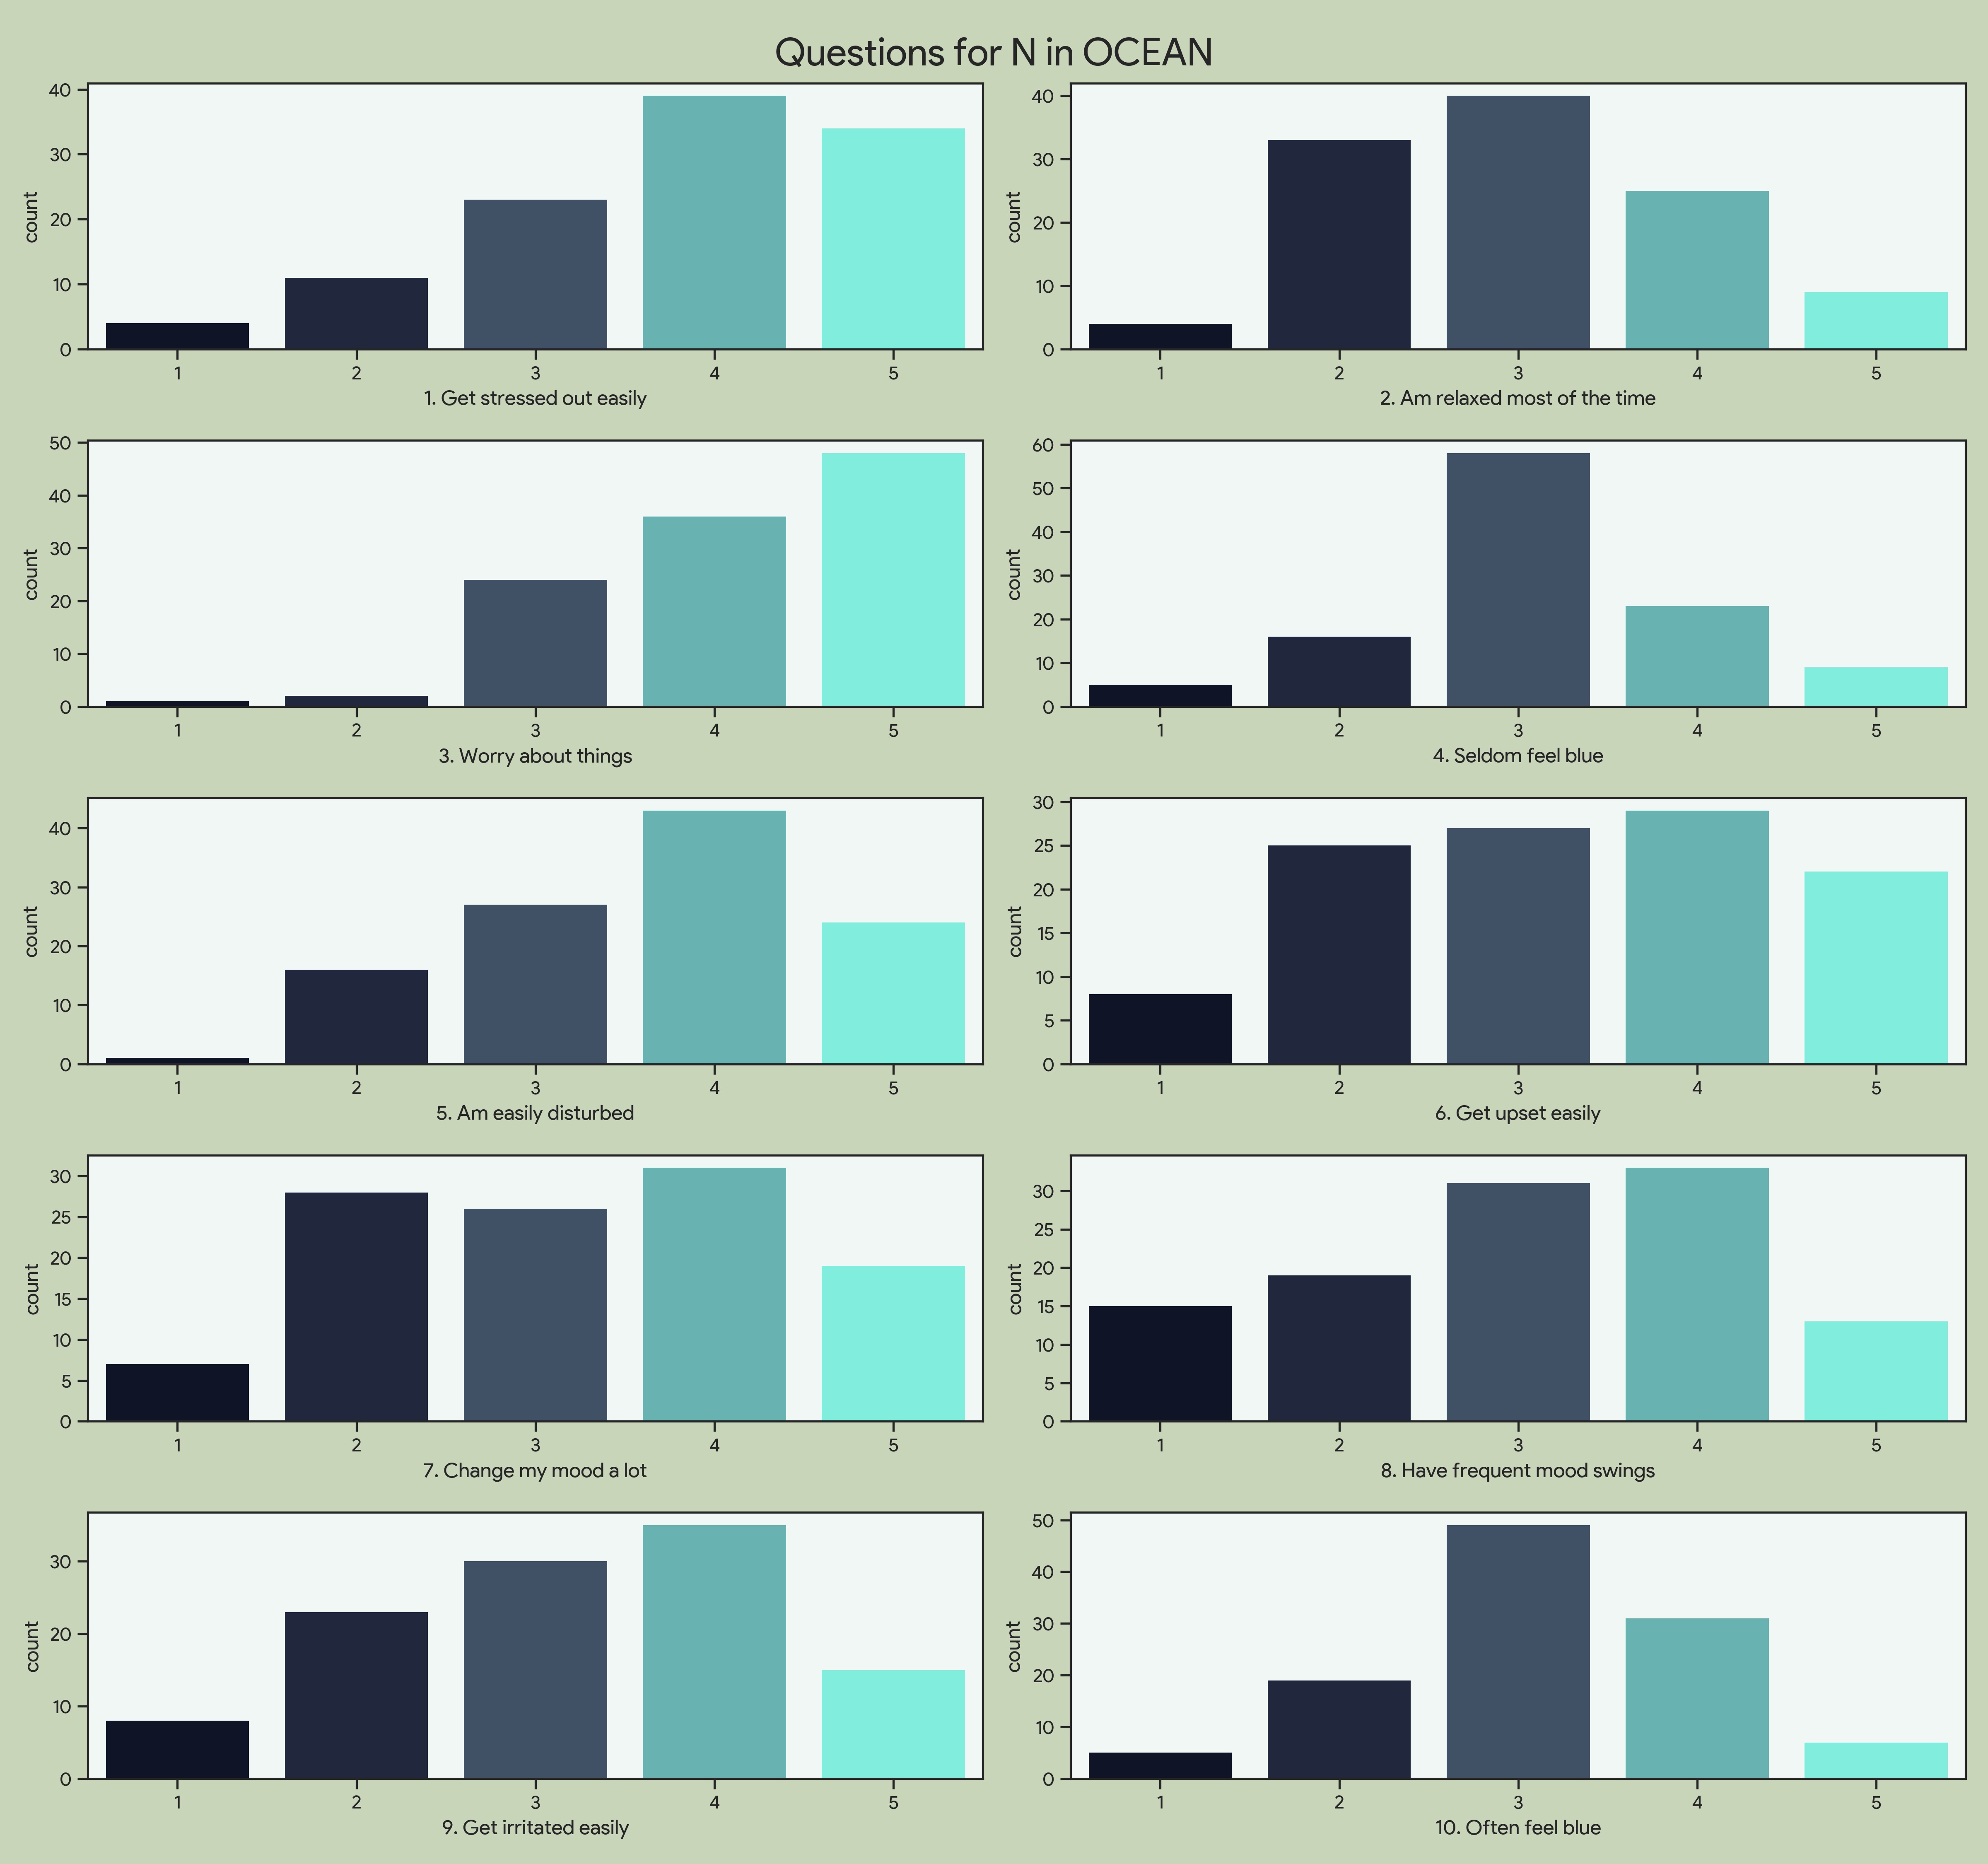 Questions for N in OCEAN
count
40
30
20
10
0
1 2 3 4 5
1. Get stressed out easily
count
40
30
20
10
0
1 2 3 4 5
2. Am relaxed most of the time
count
50
40
30
20
10
0
1 2 3 4 5
3. Worry about things
count
60
50
40
30
20
10
0
1 2 3 4 5
4. Seldom feel blue
count
40
30
20
10
0
1 2 3 4 5
5. Am easily disturbed
count
30
25
20
15
10
5
0
1 2 3 4 5
6. Get upset easily
count
30
25
20
15
10
5
0
1 2 3 4 5
7. Change my mood a lot
count
30
25
20
15
10
5
0
1 2 3 4 5
8. Have frequent mood swings
count
30
20
10
0
1 2 3 4 5
9. Get irritated easily
count
50
40
30
20
10
0
1 2 3 4 5
10. Often feel blue